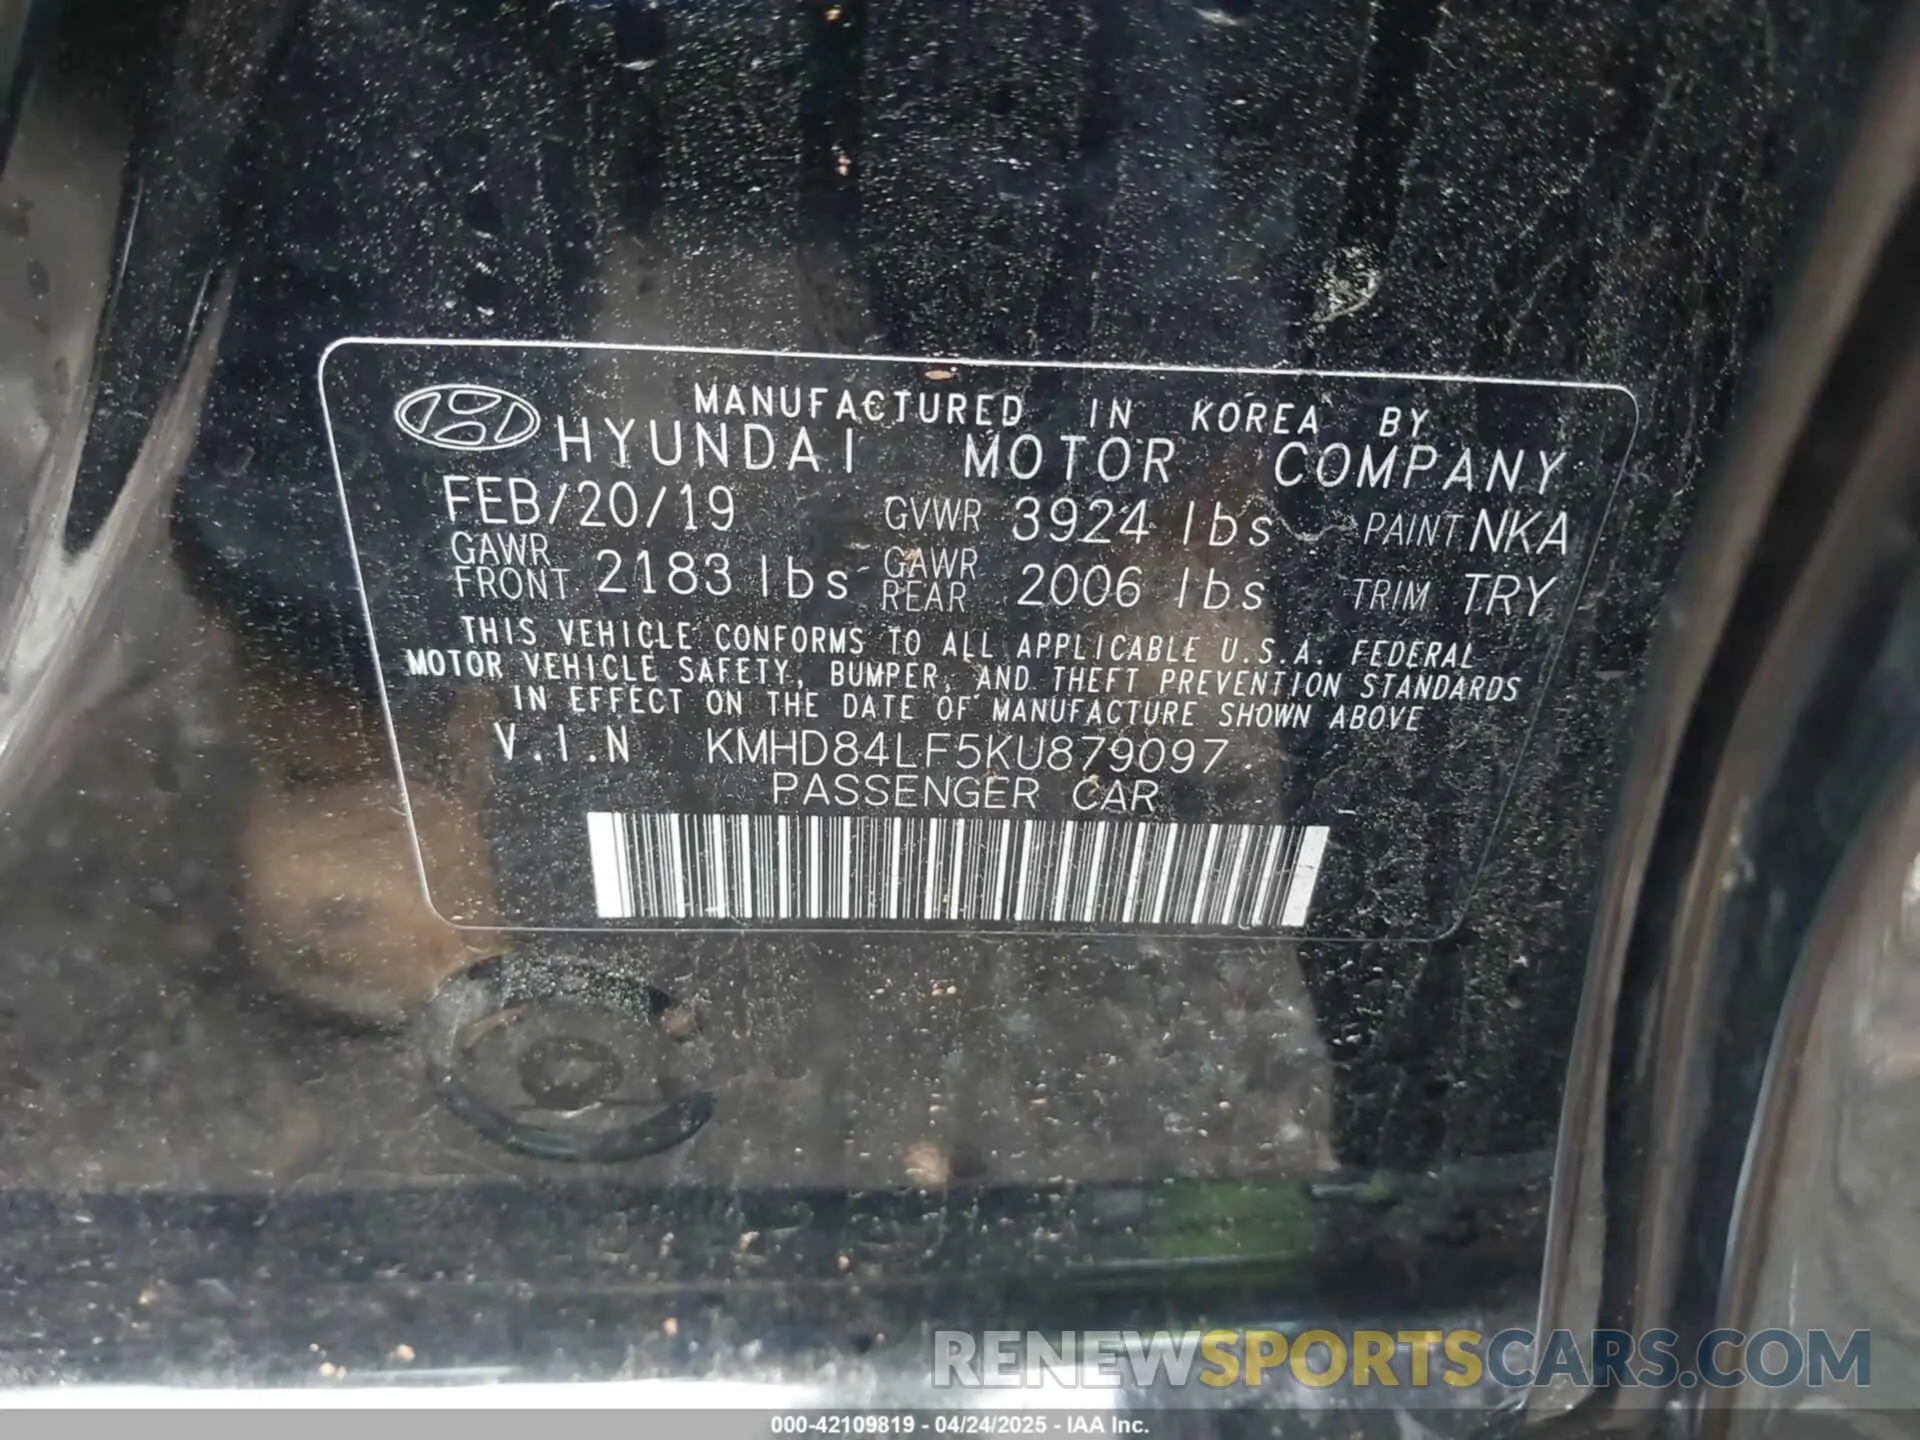 MANUFACTURED IN KOREA BY
HYUNDAI MOTOR COMPANY
FEB/20/19 GVWR 3924 lbs PAINT NKA
GAWR FRONT 2183 lbs GAWR REAR 2006 lbs TRIM TRY
THIS VEHICLE CONFORMS TO ALL APPLICABLE U.S.A. FEDERAL
MOTOR VEHICLE SAFETY, BUMPER, AND THEFT PREVENTION STANDARDS
IN EFFECT ON THE DATE OF MANUFACTURE SHOWN ABOVE
V.I.N KMHD84LF5KU879097
PASSENGER CAR
RENEWSPORTSCARS.COM
000-42109819 - 04/24/2025 - IAA Inc.